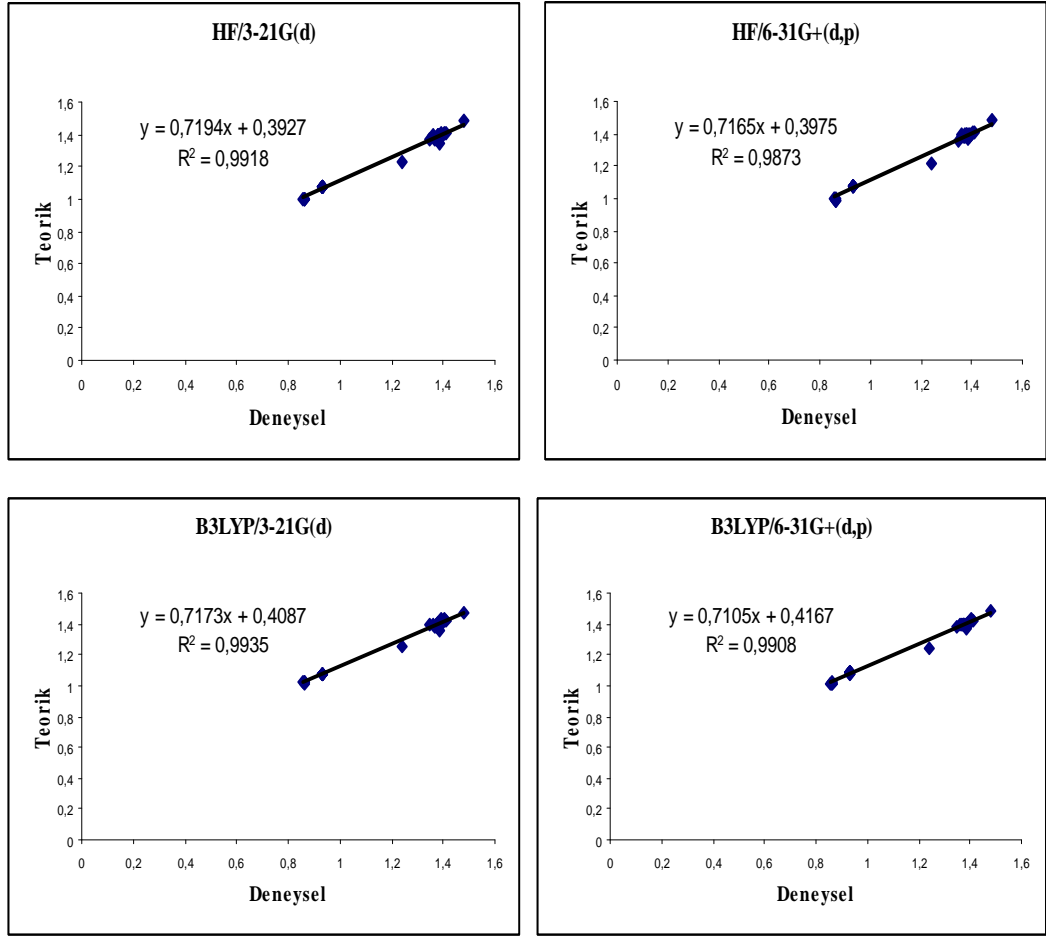 HF/3-21G(d)
y = 0,7194x + 0,3927
R² = 0,9918
Teorik
1,6
1,4
1,2
1
0,8
0,6
0,4
0,2
0
0 0,2 0,4 0,6 0,8 1 1,2 1,4 1,6
Deneysel
HF/6-31G+(d,p)
y = 0,7165x + 0,3975
R² = 0,9873
Teorik
1,6
1,4
1,2
1
0,8
0,6
0,4
0,2
0
0 0,2 0,4 0,6 0,8 1 1,2 1,4 1,6
Deneysel
B3LYP/3-21G(d)
y = 0,7173x + 0,4087
R² = 0,9935
Teorik
1,6
1,4
1,2
1
0,8
0,6
0,4
0,2
0
0 0,2 0,4 0,6 0,8 1 1,2 1,4 1,6
Deneysel
B3LYP/6-31G+(d,p)
y = 0,7105x + 0,4167
R² = 0,9908
Teorik
1,6
1,4
1,2
1
0,8
0,6
0,4
0,2
0
0 0,2 0,4 0,6 0,8 1 1,2 1,4 1,6
Deneysel